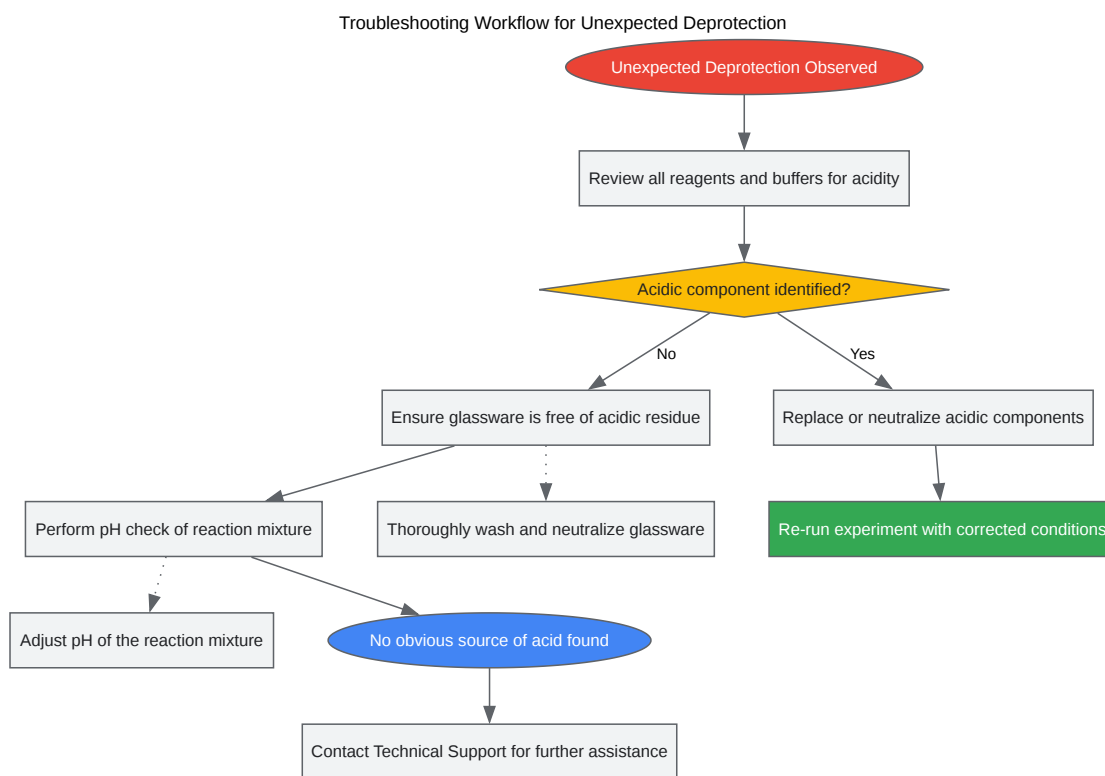 Troubleshooting Workflow for Unexpected Deprotection
Unexpected Deprotection Observed
Review all reagents and buffers for acidity
Acidic component identified?
No
Yes
Ensure glassware is free of acidic residue
Replace or neutralize acidic components
Perform pH check of reaction mixture
Thoroughly wash and neutralize glassware
Re-run experiment with corrected conditions
Adjust pH of the reaction mixture
No obvious source of acid found
Contact Technical Support for further assistance